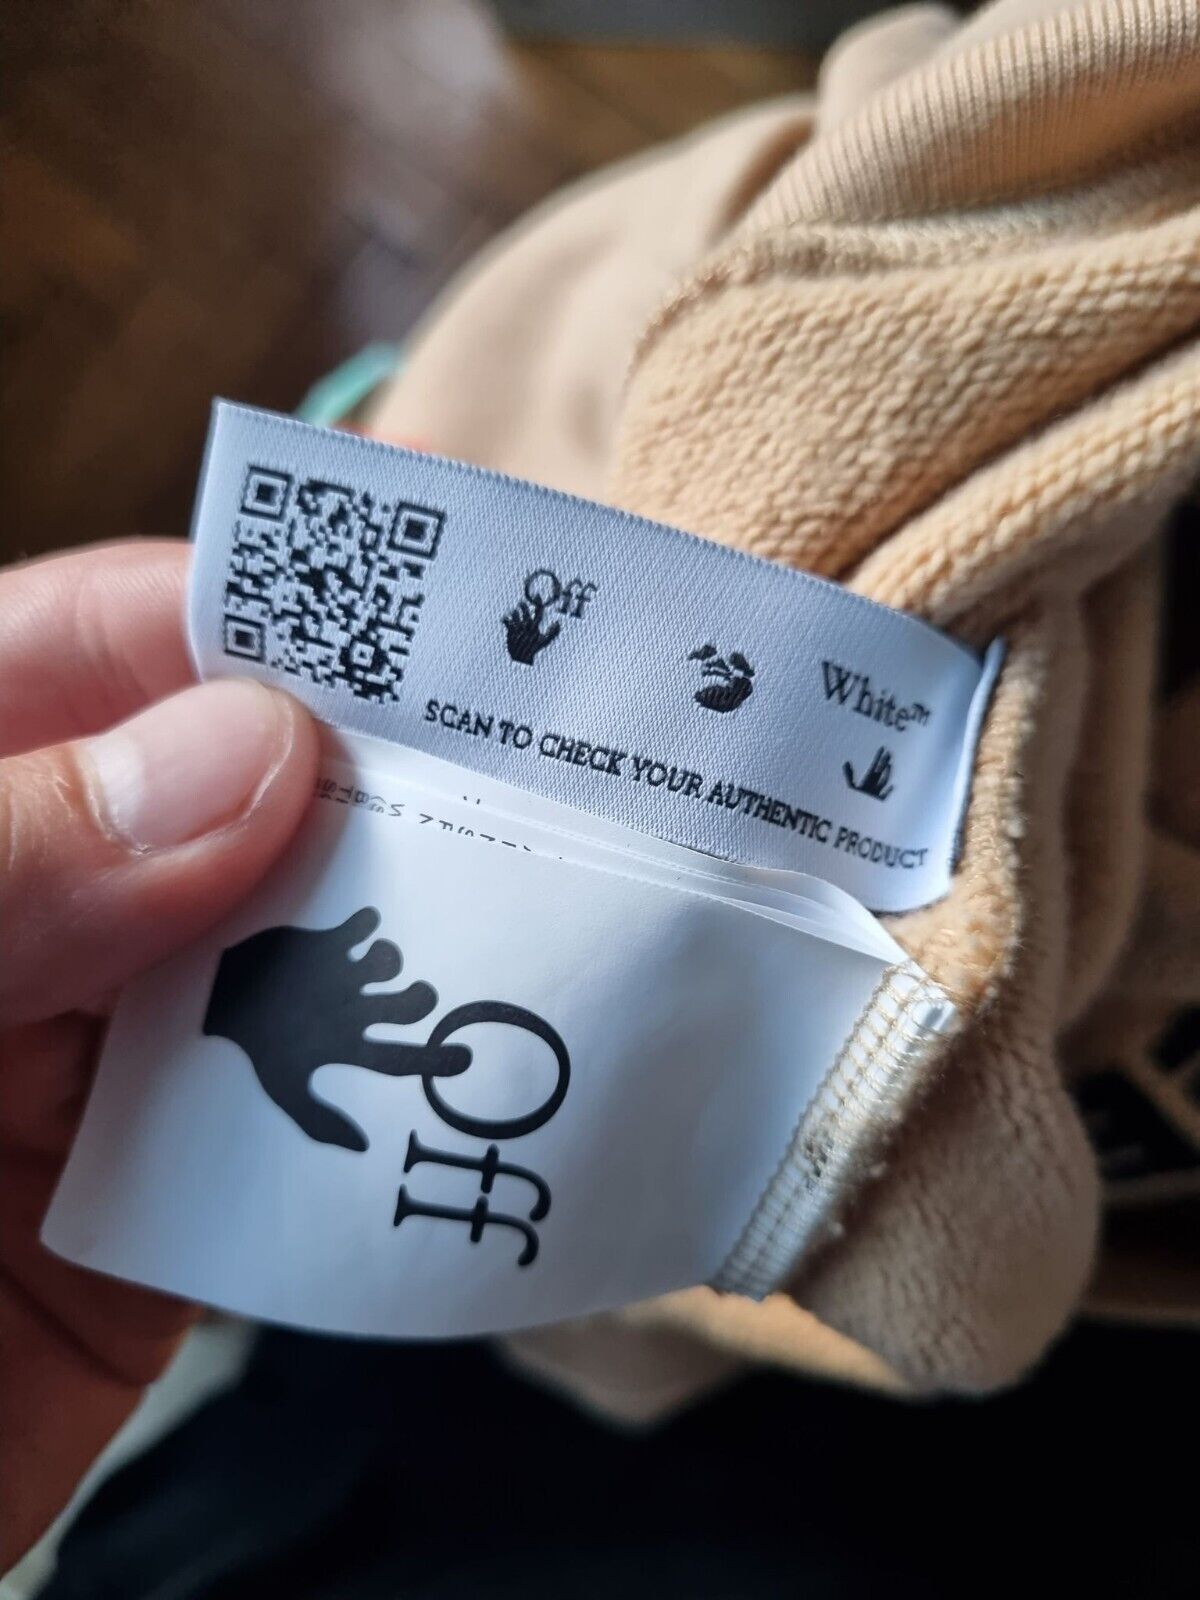 Off
White™
SCAN TO CHECK YOUR AUTHENTIC PRODUCT
Off